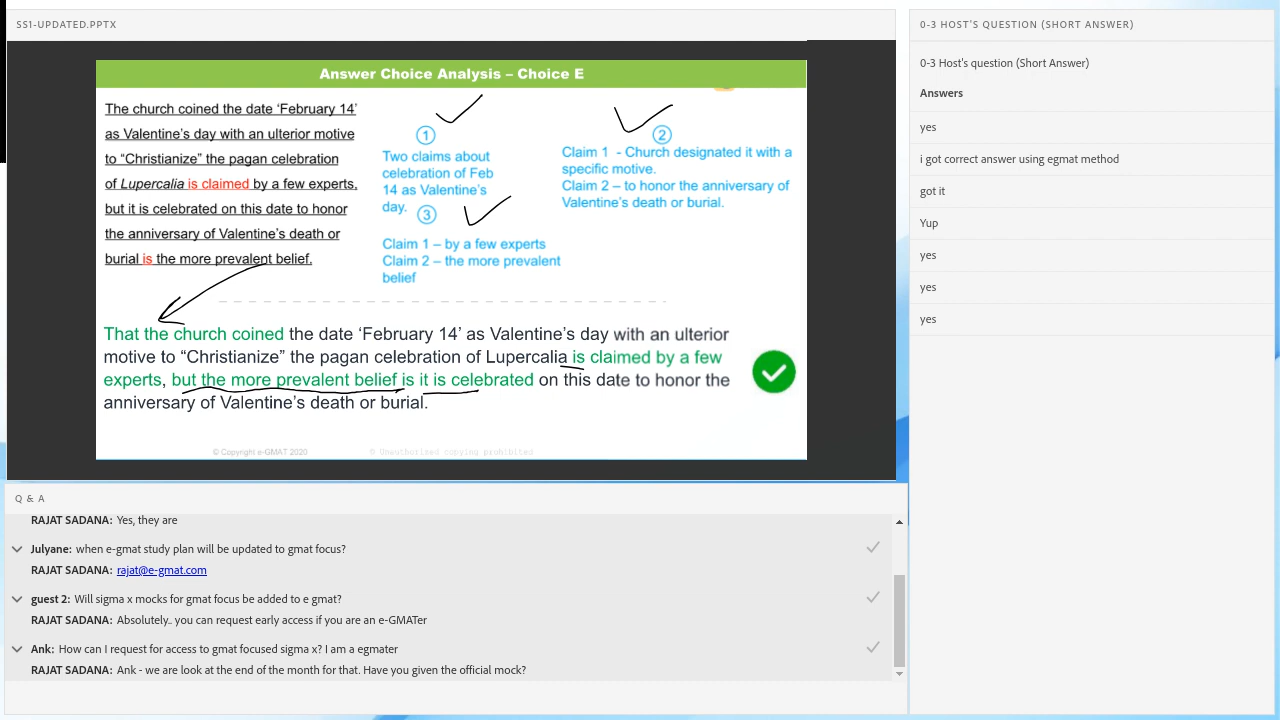 SS1-UPDATED.PPTX
Answer Choice Analysis – Choice E
The church coined the date ‘February 14’
as Valentine’s day with an ulterior motive
to “Christianize” the pagan celebration
of Lupercalia is claimed by a few experts,
but it is celebrated on this date to honor
the anniversary of Valentine’s death or
burial is the more prevalent belief.
1
Two claims about
celebration of Feb
14 as Valentine’s
day.
2
Claim 1 - Church designated it with a
specific motive.
Claim 2 – to honor the anniversary of
Valentine’s death or burial.
3
Claim 1 – by a few experts
Claim 2 – the more prevalent
belief
That the church coined the date ‘February 14’ as Valentine’s day with an ulterior
motive to “Christianize” the pagan celebration of Lupercalia is claimed by a few
experts, but the more prevalent belief is it is celebrated on this date to honor the
anniversary of Valentine’s death or burial.
© Copyright e-GMAT 2020
Unauthorized copying prohibited
Q & A
RAJAT SADANA: Yes, they are
Julyane: when e-gmat study plan will be updated to gmat focus?
RAJAT SADANA: rajat@e-gmat.com
guest 2: Will sigma x mocks for gmat focus be added to e gmat?
RAJAT SADANA: Absolutely.. you can request early access if you are an e-GMATer
Ank: How can I request for access to gmat focused sigma x? I am a egmater
RAJAT SADANA: Ank - we are look at the end of the month for that. Have you given the official mock?
0-3 HOST'S QUESTION (SHORT ANSWER)
0-3 Host's question (Short Answer)
Answers
yes
i got correct answer using egmat method
got it
Yup
yes
yes
yes